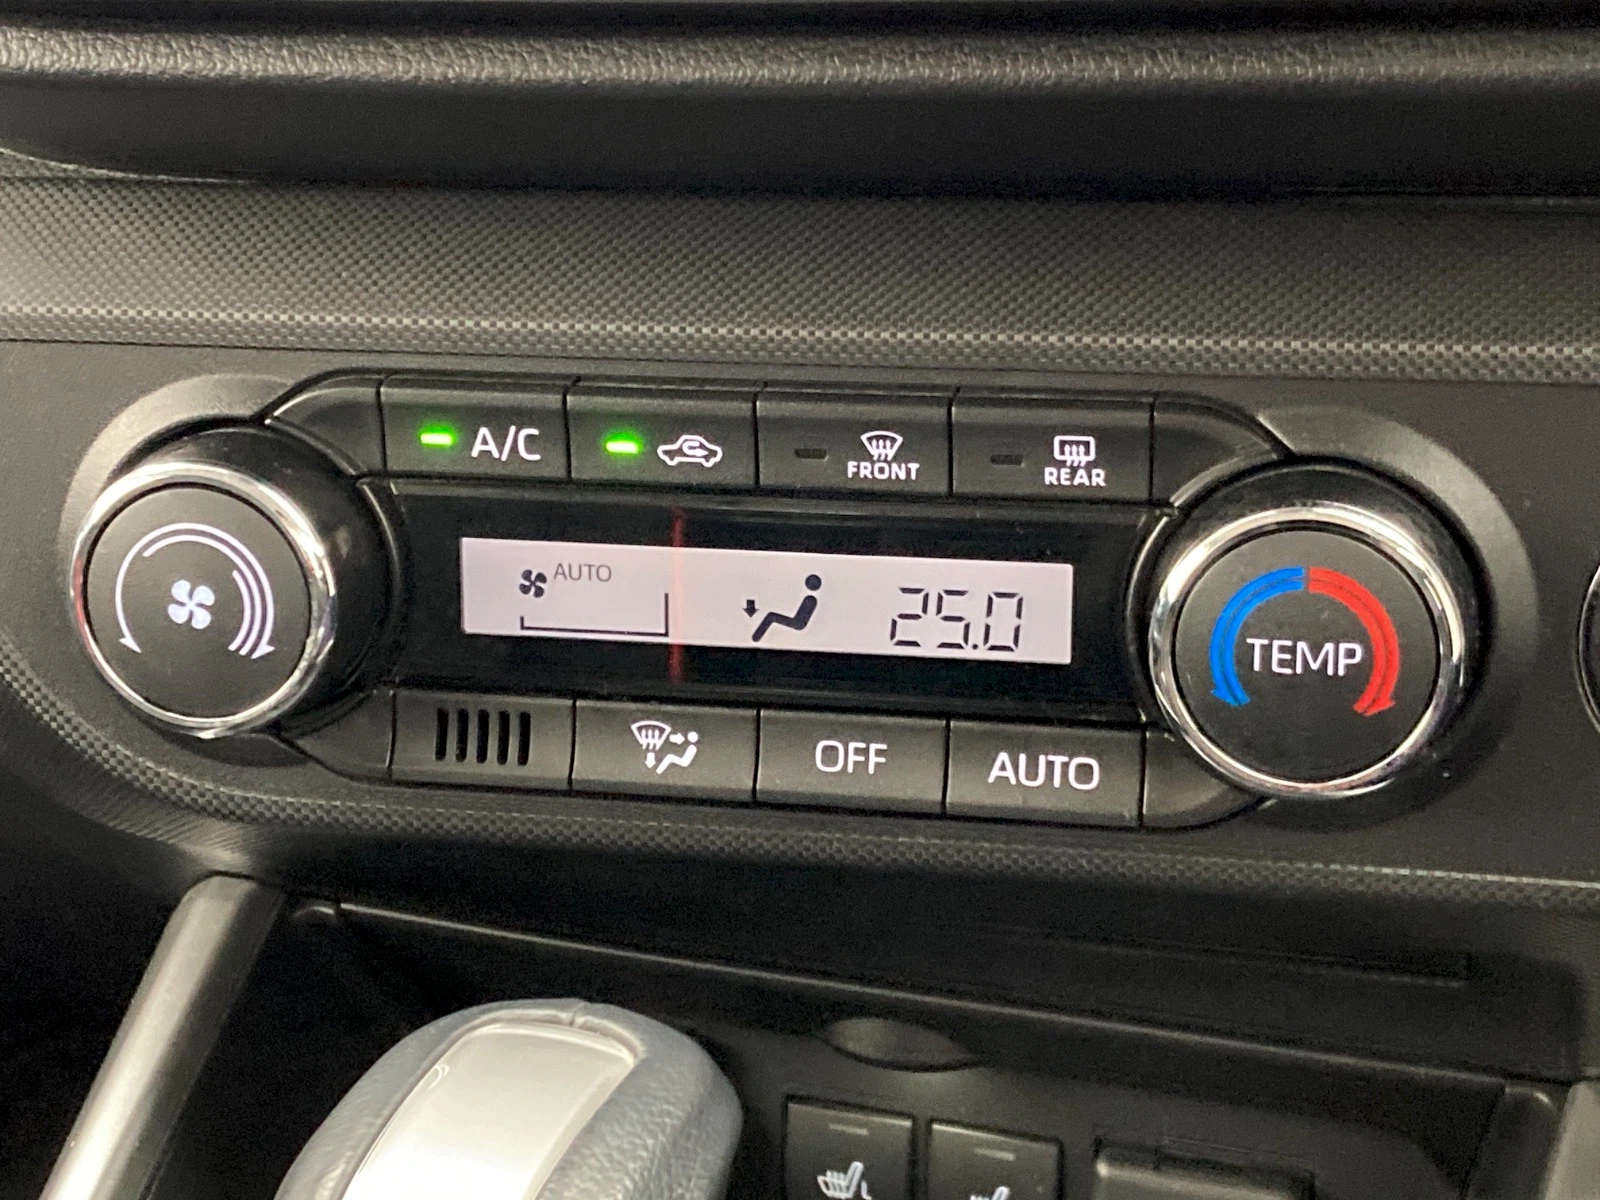 A/C
FRONT
REAR
AUTO
25.0
TEMP
OFF
AUTO
L